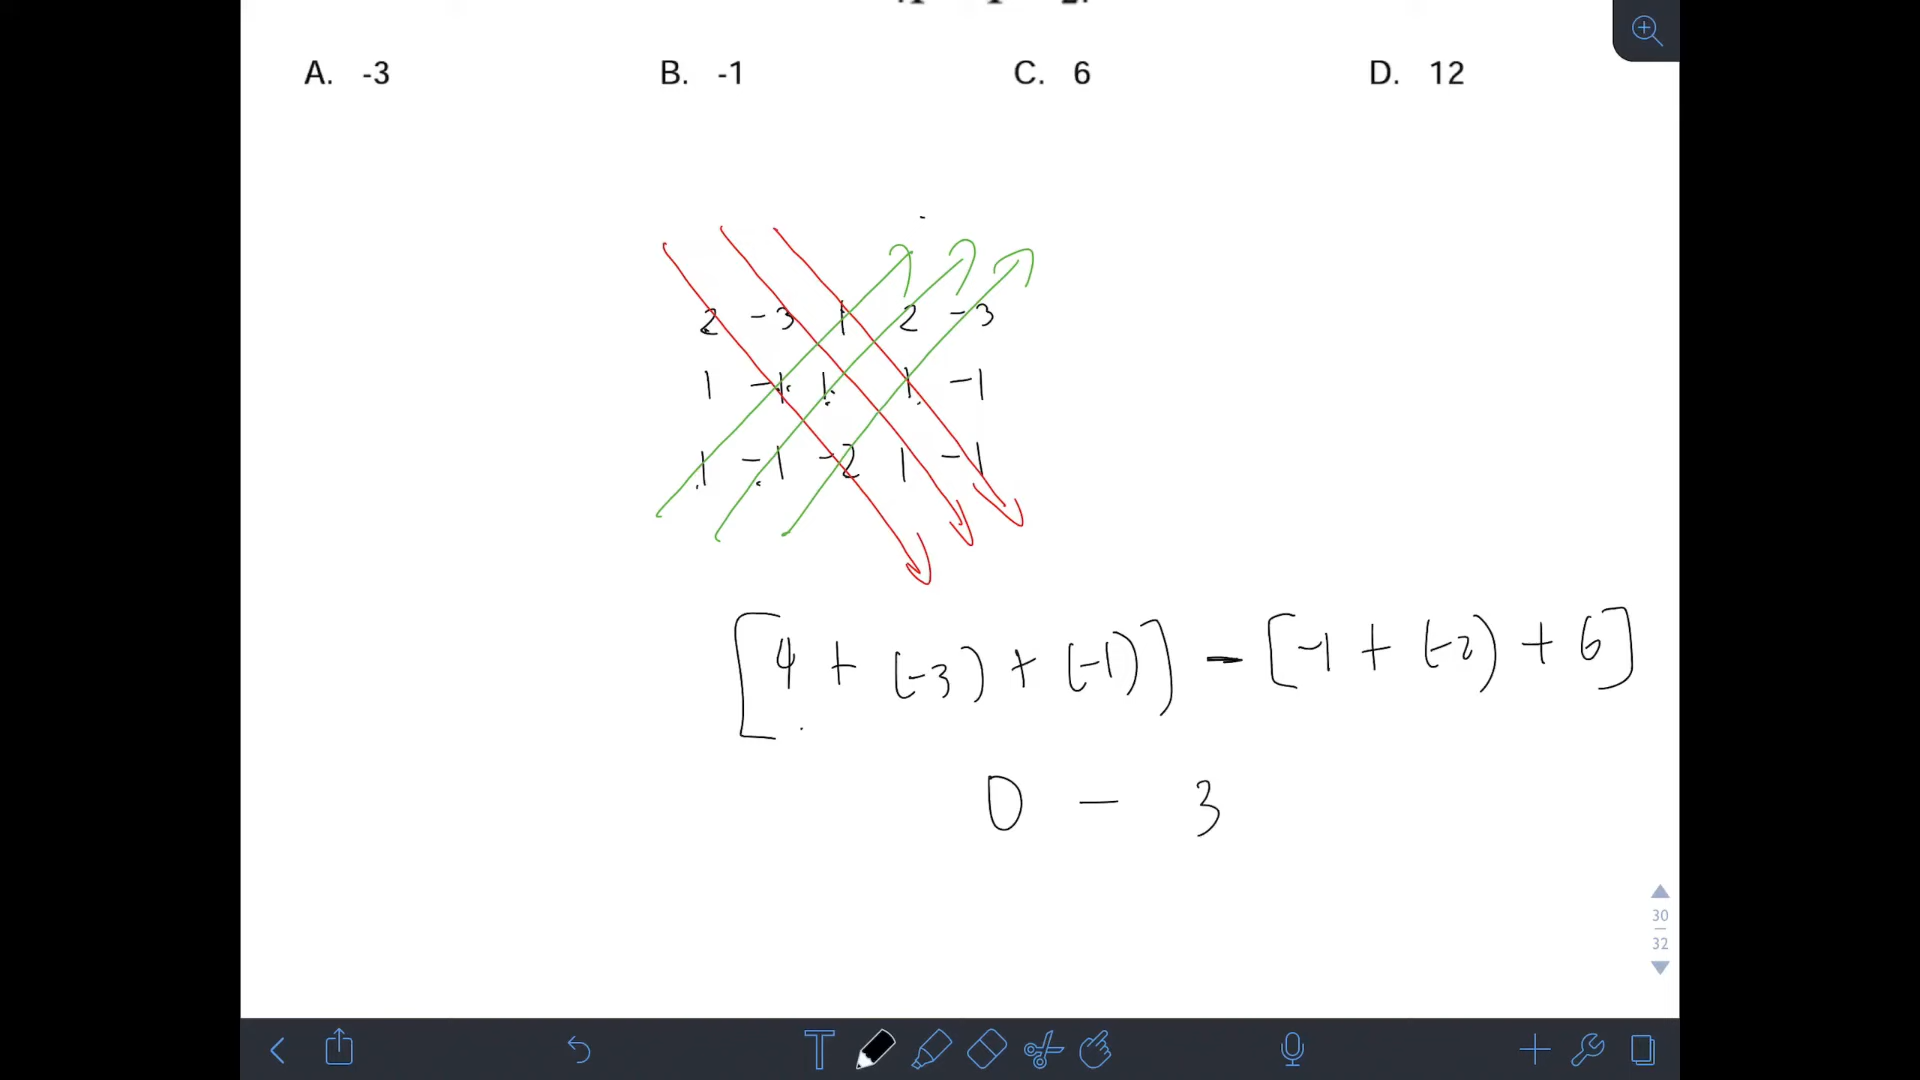 A. -3 B. -1 C. 6 D. 12
2 -3 1 2 -3
1 -1 1 1 -1
1 -1 -2 1 -1
[4 + (-3) + (-1)] - [-1 + (-2) + 6]
0 - 3
30
32
T